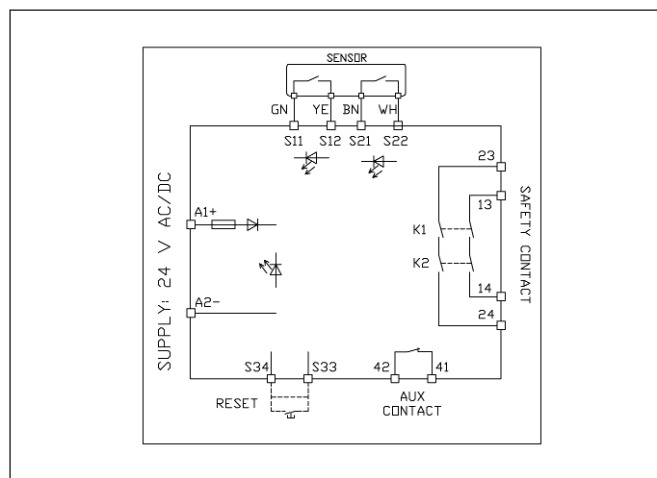 SENSOR
GN YE BN WH
S11 S12 S21 S22
23
13
A1+
K1
K2
SUPPLY: 24 V AC/DC
SAFETY CONTACT
A2-
14
24
S34 S33 42 41
RESET
AUX
CONTACT